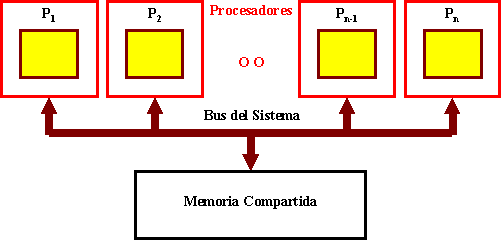 P1 P2 Procesadores Pn-1 Pn
O O
Bus del Sistema
Memoria Compartida